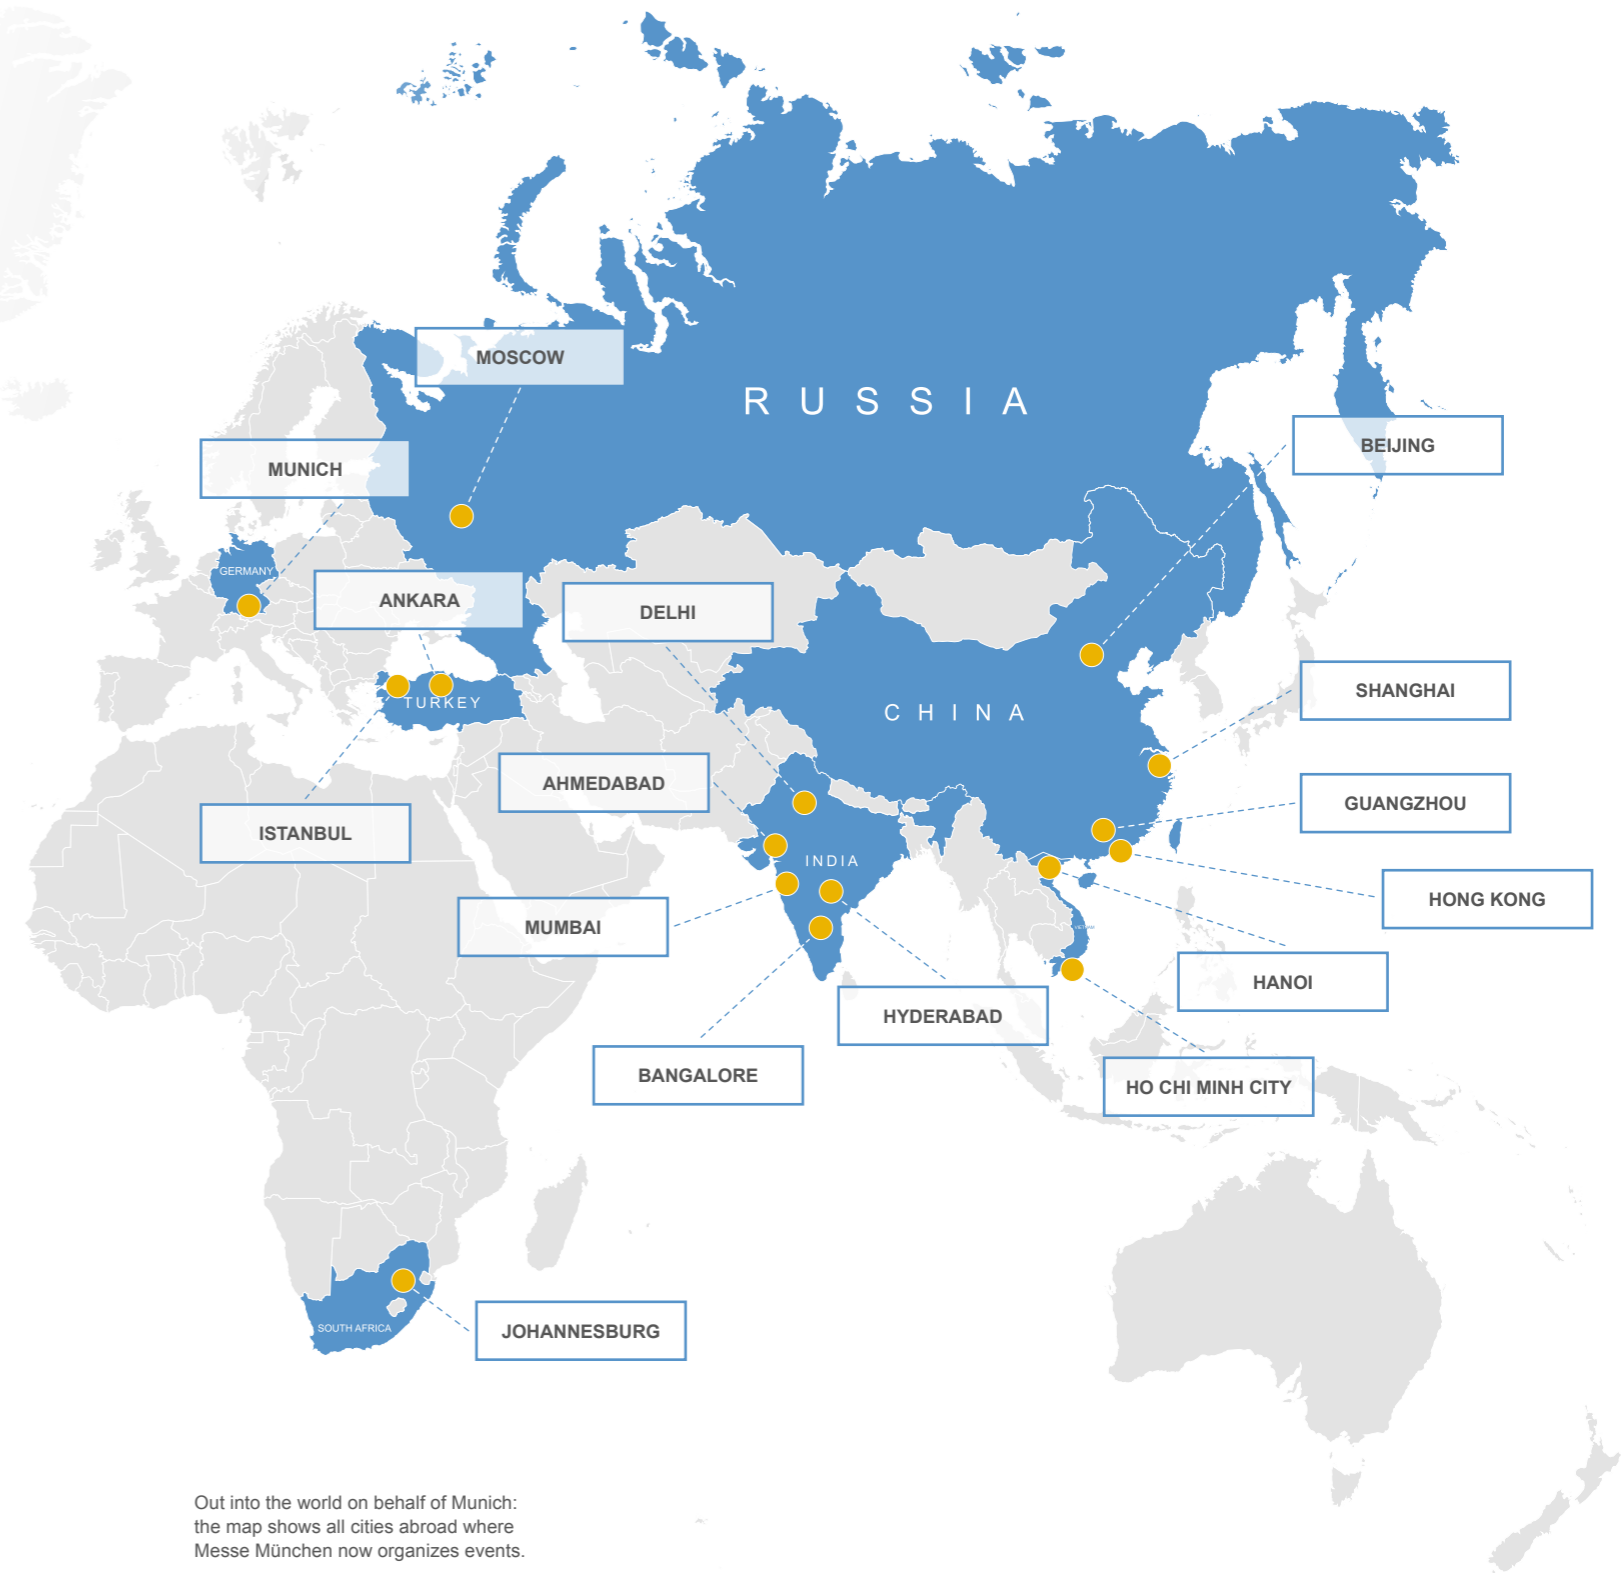 MOSCOW
RUSSIA
BEIJING
MUNICH
GERMANY
ANKARA
DELHI
SHANGHAI
TURKEY
CHINA
AHMEDABAD
GUANGZHOU
ISTANBUL
INDIA
HONG KONG
MUMBAI
VIETNAM
HANOI
HYDERABAD
BANGALORE
HO CHI MINH CITY
SOUTH AFRICA
JOHANNESBURG
Out into the world on behalf of Munich:
the map shows all cities abroad where
Messe München now organizes events.